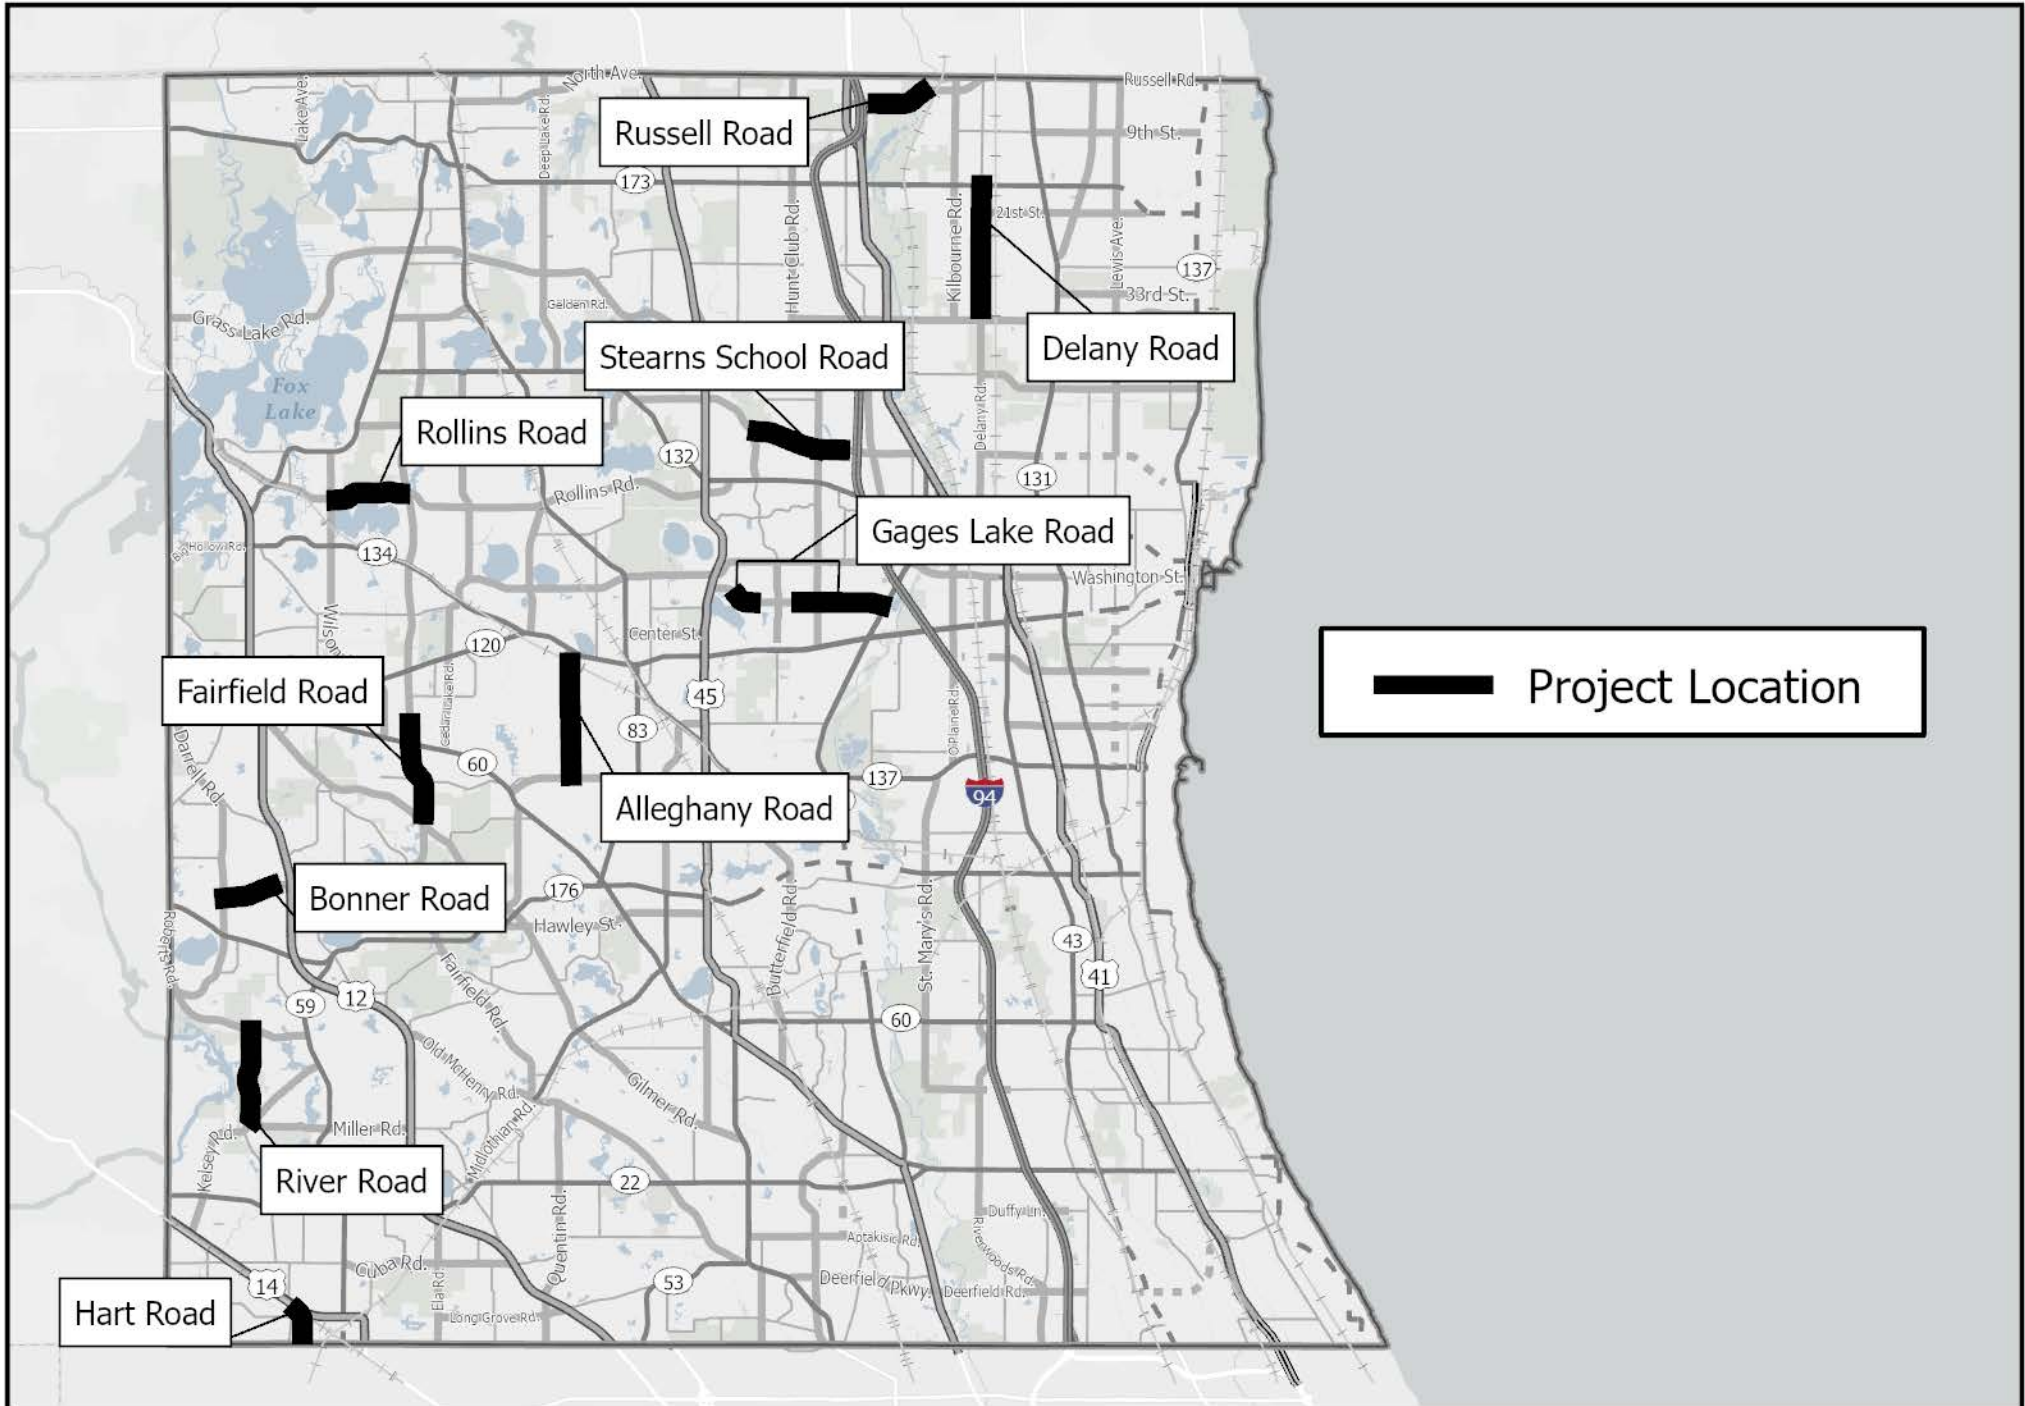 North Ave.
Russell Rd.
Lake Ave.
Deep Lake Rd.
Russell Road
9th St.
173
Hunt Club Rd.
Kilbourne Rd.
21st St.
Lewis Ave.
137
33rd St.
Gelden Rd.
Grass Lake Rd.
Stearns School Road
Delany Road
Fox
Lake
Delany Rd.
Rollins Road
132
131
Rollins Rd.
Gages Lake Road
Big Hollow Rd.
134
Washington St.
Wilson
Center St.
120
Fairfield Road
Cedar Lake Rd.
45
O'Plaine Rd.
Project Location
83
Darrell Rd.
60
137
94
Alleghany Road
Bonner Road
176
Hawley St.
Butterfield Rd.
St. Mary's Rd.
Roberts Rd.
Fairfield Rd.
43
41
59
12
60
Old McHenry Rd.
Gilmer Rd.
Miller Rd.
Kelsey Rd.
Midlothian Rd.
River Road
22
Quentin Rd.
Duffy Ln.
Riverwoods Rd.
Aptakisic Rd.
Cuba Rd.
Ela Rd.
14
53
Deerfield Pkwy.
Deerfield Rd.
Hart Road
Long Grove Rd.